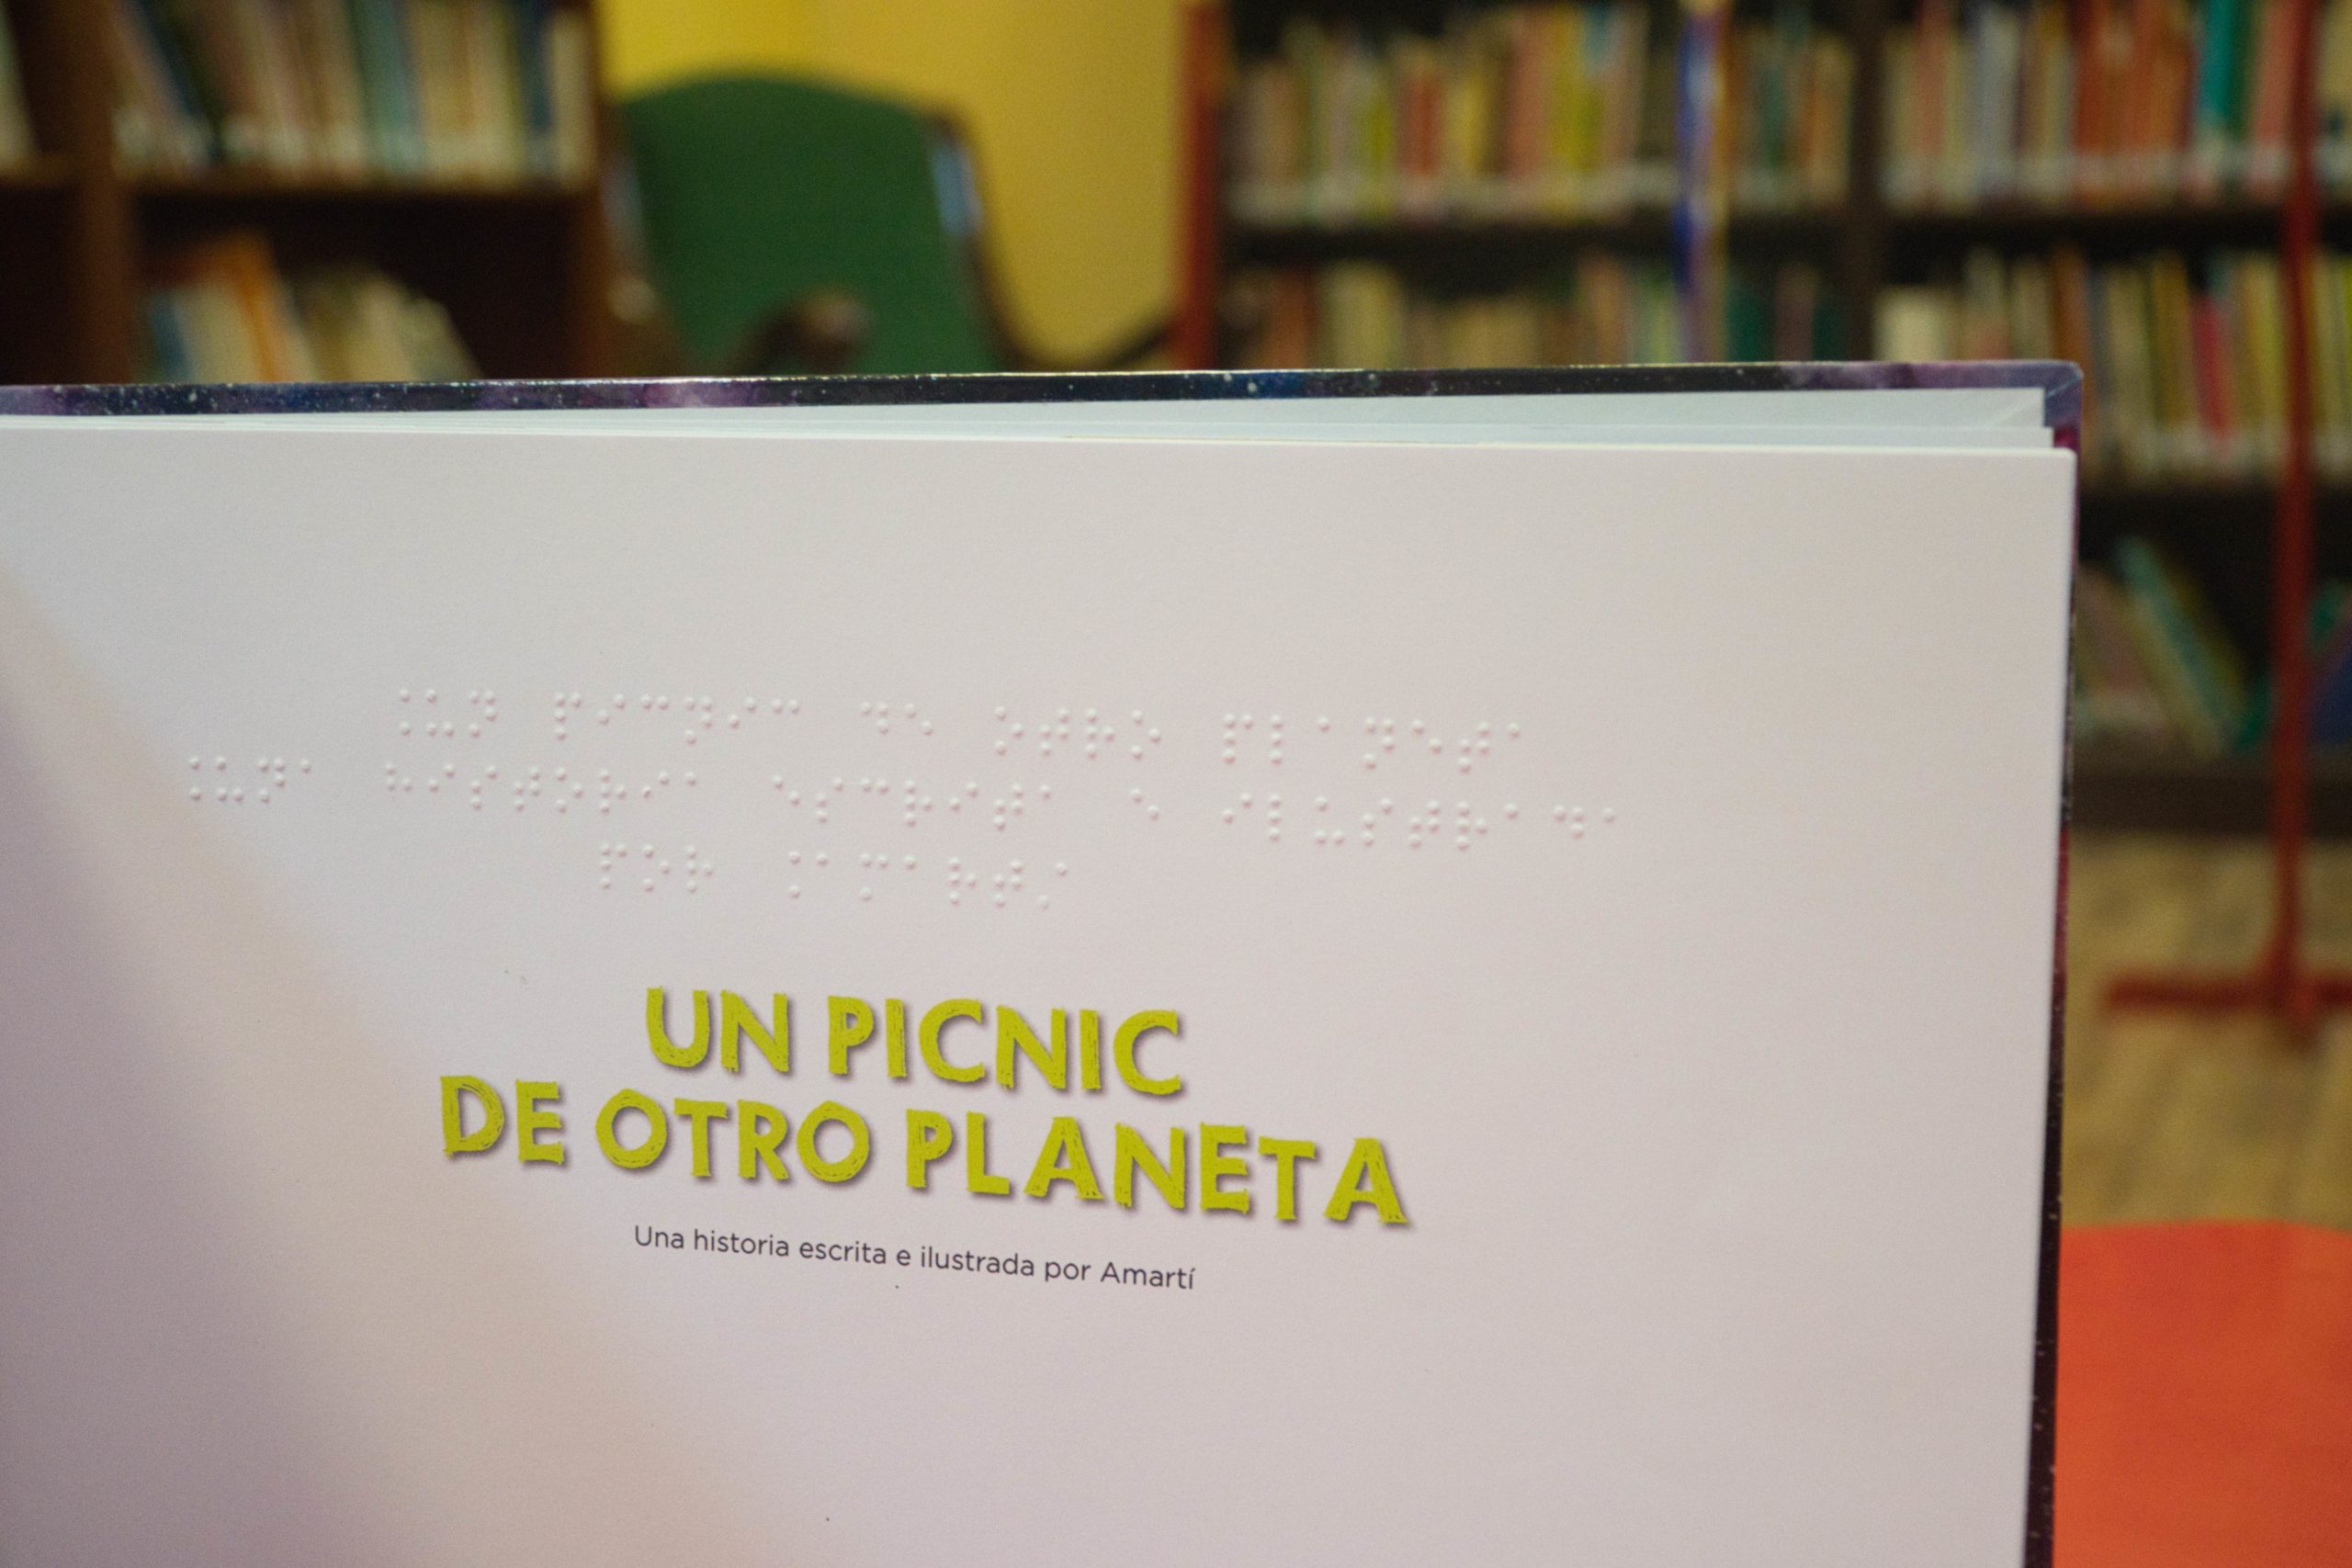 ⠨⠥⠝ ⠏⠊⠉⠝⠊⠉ ⠙⠑ ⠕⠞⠗⠕ ⠏⠇⠁⠝⠑⠞⠁
⠨⠥⠝⠁ ⠓⠊⠎⠞⠕⠗⠊⠁ ⠑⠎⠉⠗⠊⠞⠁ ⠑ ⠊⠇⠥⠎⠞⠗⠁⠙⠁
⠏⠕⠗ ⠨⠁⠍⠁⠗⠞⠌
UN PICNIC
DE OTRO PLANETA
Una historia escrita e ilustrada por Amartí